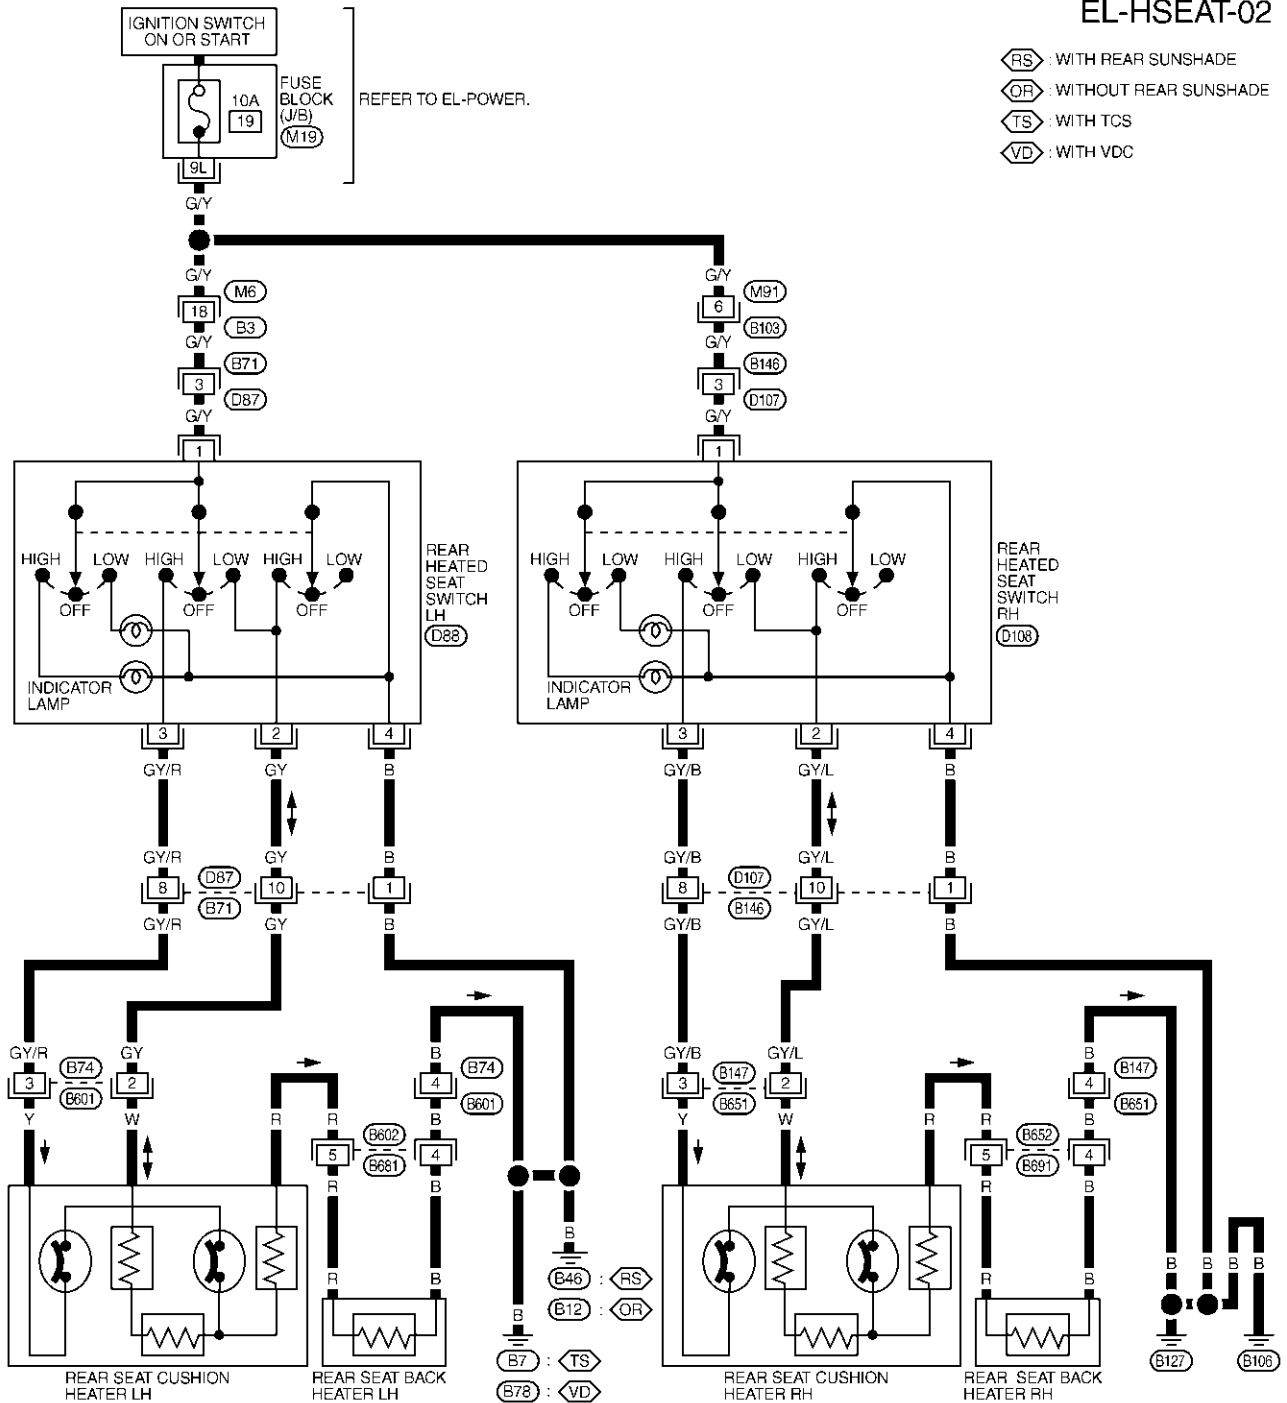 EL-HSEAT-02
IGNITION SWITCH
ON OR START
FUSE
BLOCK
(J/B)
10A
19
M19
REFER TO EL-POWER.
RS : WITH REAR SUNSHADE
OR : WITHOUT REAR SUNSHADE
TS : WITH TCS
VD : WITH VDC
9L
G/Y
G/Y G/Y
18 M6 6 M91
B3 B103
G/Y G/Y
B71 B146
3 3
D87 D107
G/Y G/Y
1 1
HIGH LOW HIGH LOW HIGH LOW
OFF OFF OFF
REAR
HEATED
SEAT
SWITCH
LH
D88
INDICATOR
LAMP
HIGH LOW HIGH LOW HIGH LOW
OFF OFF OFF
REAR
HEATED
SEAT
SWITCH
RH
D108
INDICATOR
LAMP
3 2 4 3 2 4
GY/R GY B GY/B GY/L B
GY/R GY B GY/B GY/L B
8 D87 10 1 8 D107 10 1
B71 B146
GY/R GY B GY/B GY/L B
GY/R GY B GY/B GY/L B
3 B74 2 4 B74 3 B147 2 4 B147
B601 B601 B651 B651
Y W R R B Y W R R B
5 B602 4 5 B652 4
B681 B691
R B R B
R B R B
B
B46 : RS
B12 : OR
B
B7 : TS
B78 : VD
B B B B
B127 B106
REAR SEAT CUSHION
HEATER LH
REAR SEAT BACK
HEATER LH
REAR SEAT CUSHION
HEATER RH
REAR SEAT BACK
HEATER RH